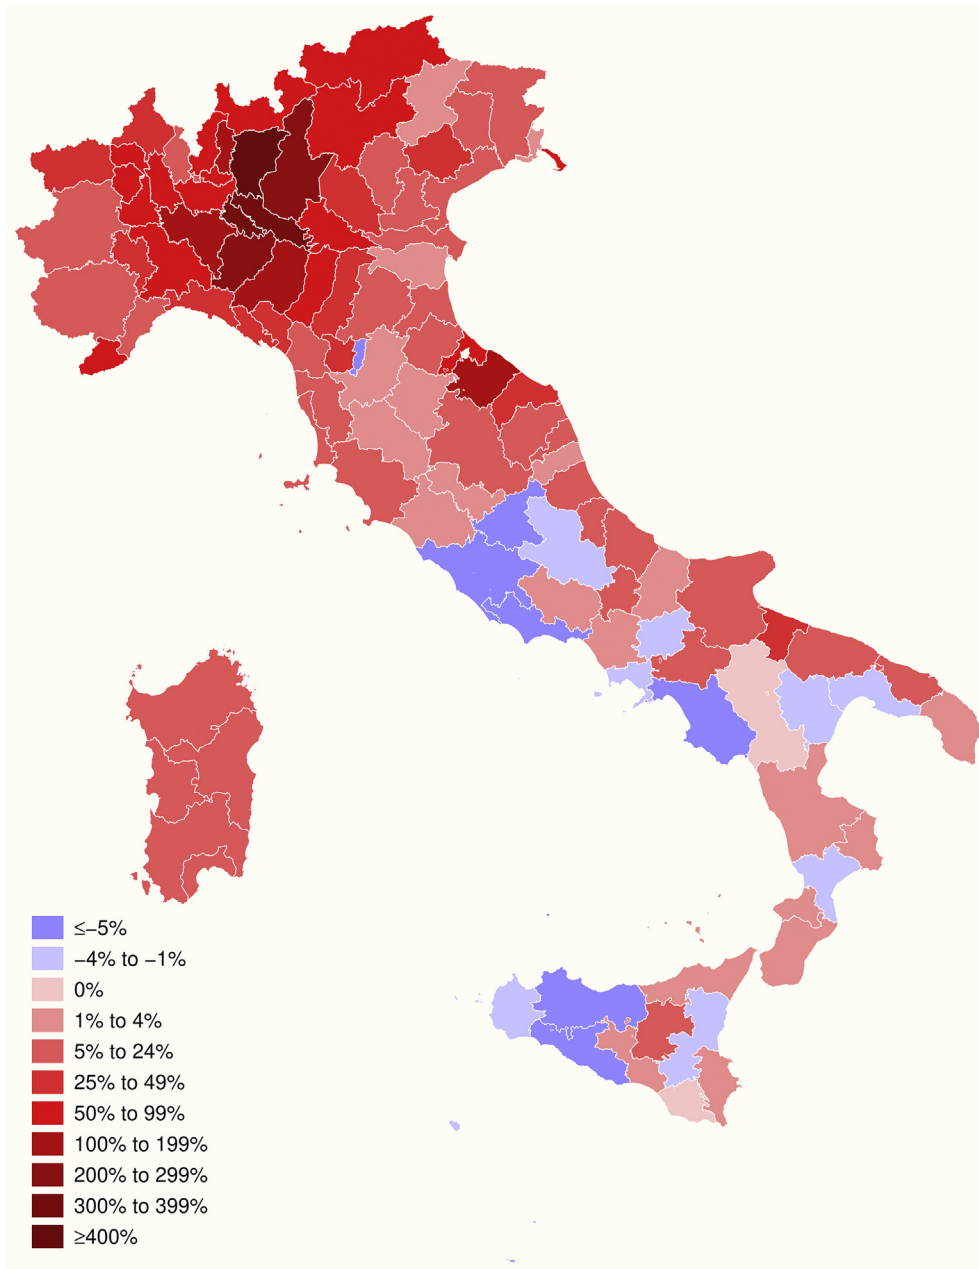 ≤−5%
−4% to −1%
0%
1% to 4%
5% to 24%
25% to 49%
50% to 99%
100% to 199%
200% to 299%
300% to 399%
≥400%